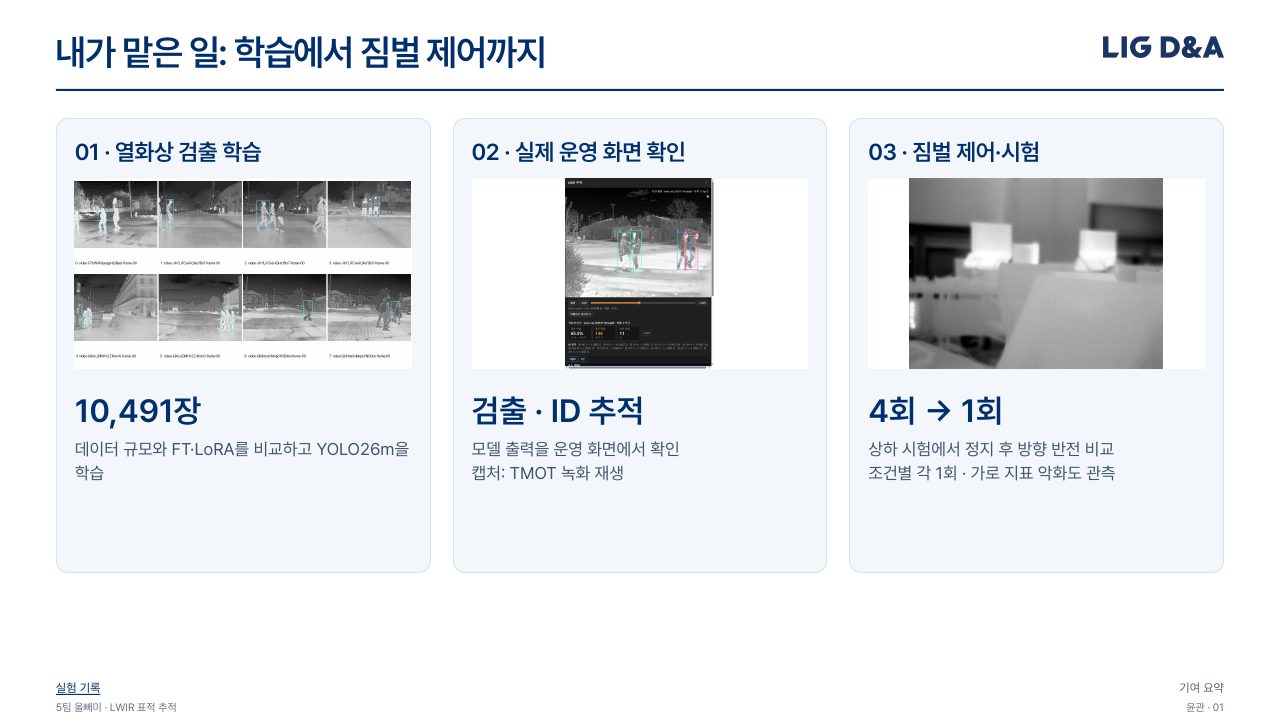 내가 맡은 일: 학습에서 짐벌 제어까지
LIG D&A
01 · 열화상 검출 학습
02 · 실제 운영 화면 확인
03 · 짐벌 제어·시험
10,491장
데이터 규모와 FT·LoRA를 비교하고 YOLO26m을
학습
검출 · ID 추적
모델 출력을 운영 화면에서 확인
캡처: TMOT 녹화 재생
4회 → 1회
상하 시험에서 정지 후 방향 반전 비교
조건별 각 1회 · 가로 지표 악화도 관측
실험 기록
5팀 올빼미 · LWIR 표적 추적
기여 요약
윤관 · 01